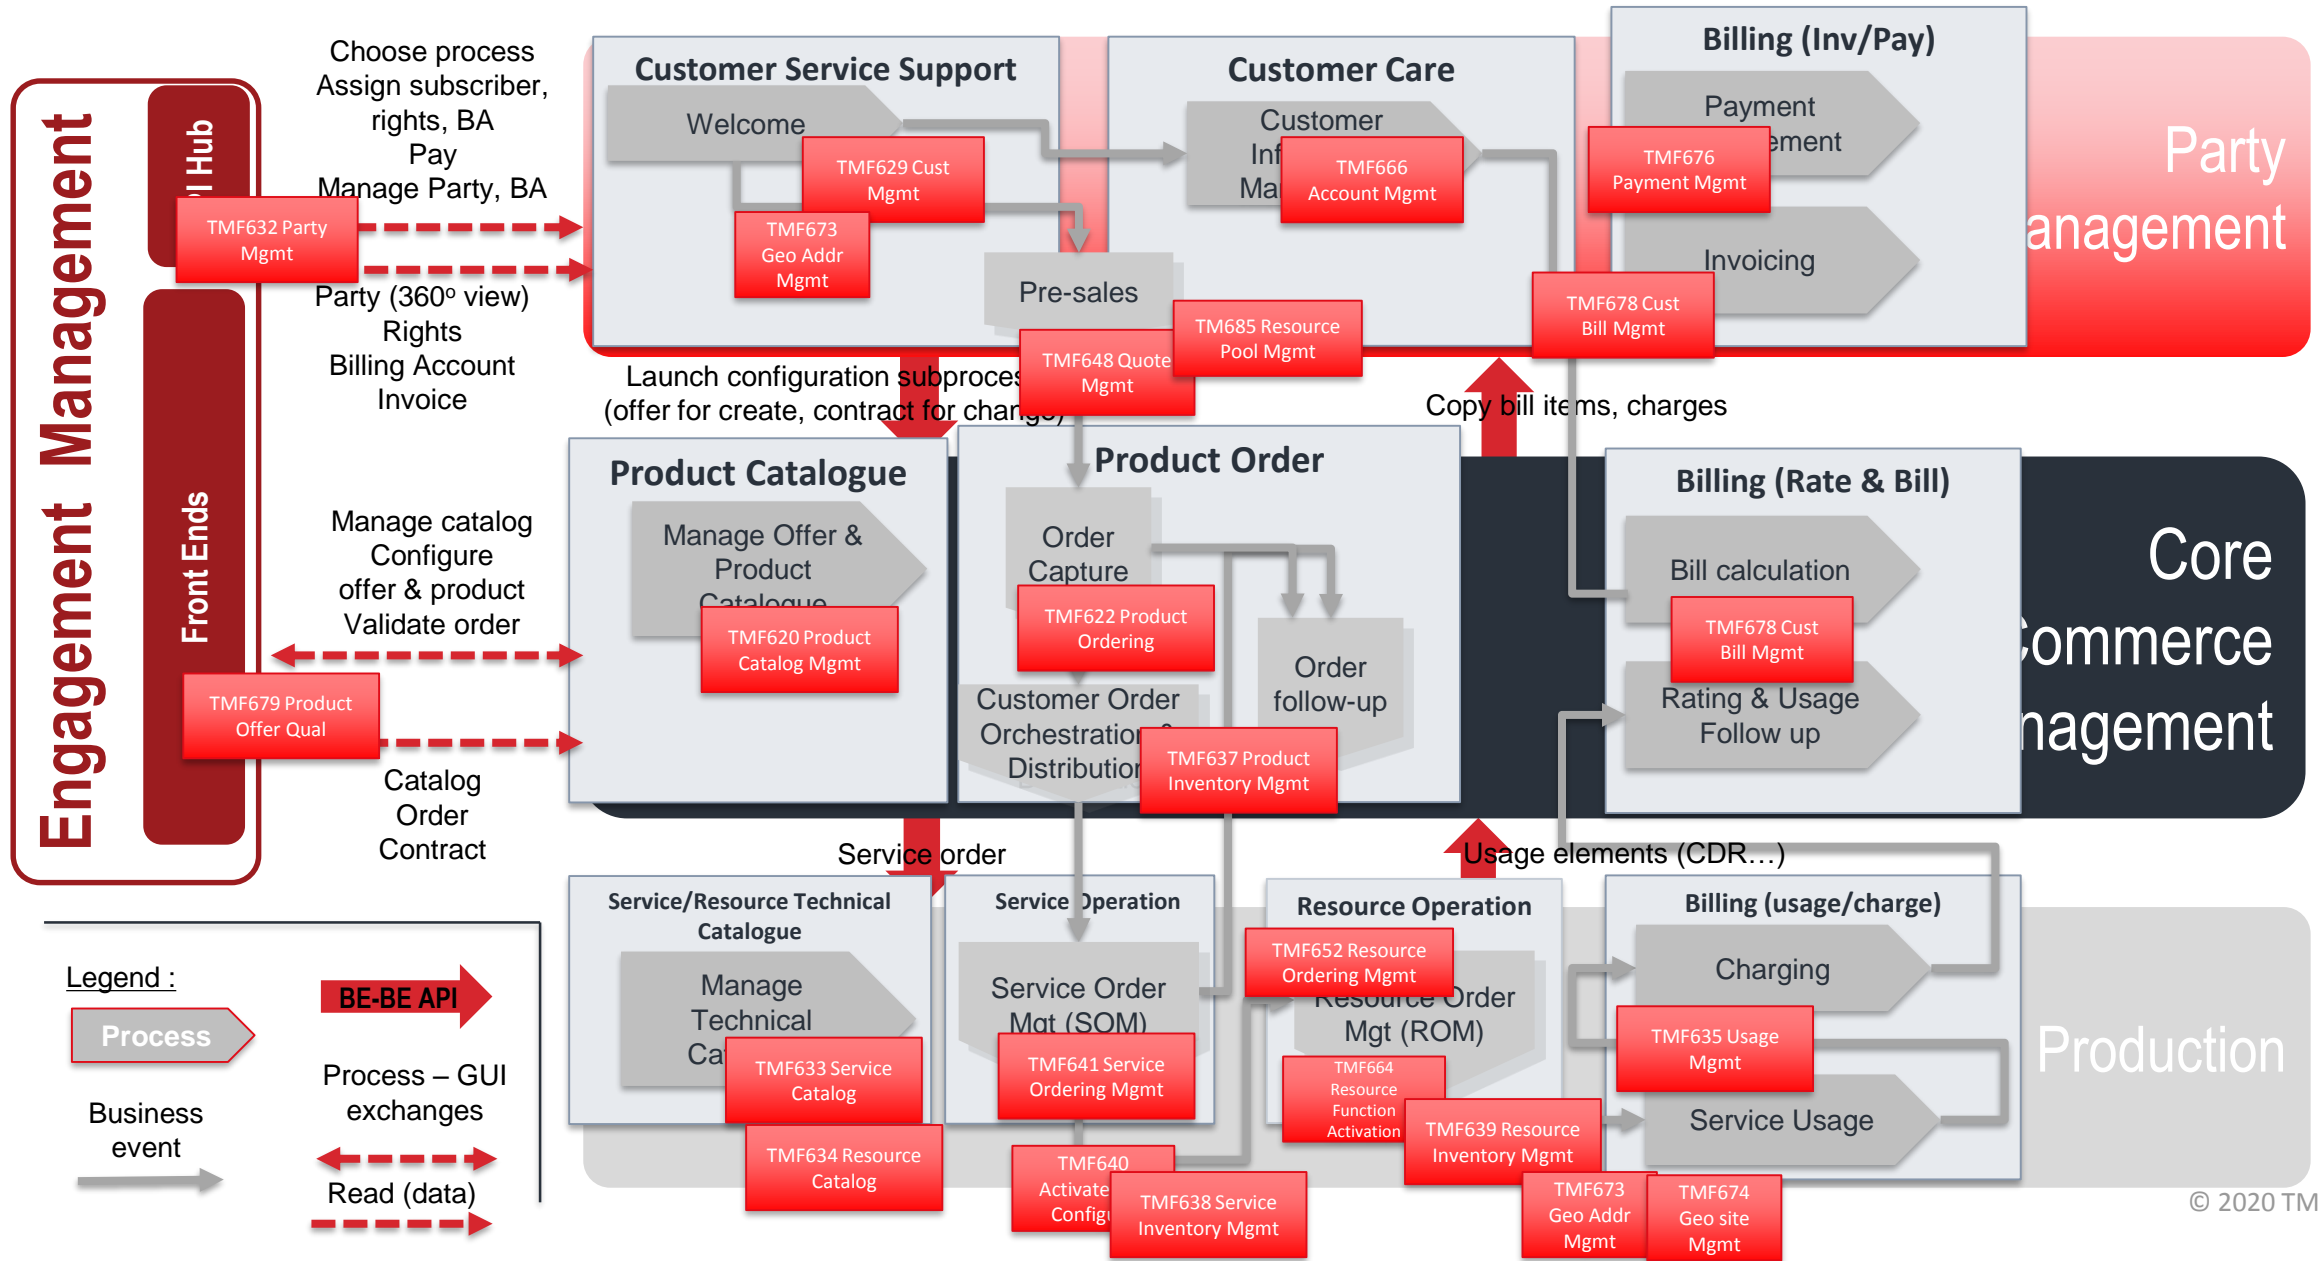 Engagement Management
PI Hub
Front Ends
TMF632 Party
Mgmt
TMF679 Product
Offer Qual
Choose process
Assign subscriber,
rights, BA
Pay
Manage Party, BA
Party (360º view)
Rights
Billing Account
Invoice
Manage catalog
Configure
offer & product
Validate order
Catalog
Order
Contract
Customer Service Support
Welcome
TMF629 Cust
Mgmt
TMF673
Geo Addr
Mgmt
Pre-sales
TMF648 Quote
Mgmt
TM685 Resource
Pool Mgmt
Customer Care
Customer
TMF666
Account Mgmt
Billing (Inv/Pay)
Payment
TMF676
Payment Mgmt
Invoicing
TMF678 Cust
Bill Mgmt
Party
anagement
Launch configuration subproces
(offer for create, contract for change)
Copy bill items, charges
Product Catalogue
Manage Offer &
Product
Catalogue
TMF620 Product
Catalog Mgmt
Product Order
Order
Capture
TMF622 Product
Ordering
Customer Order
Orchestration &
Distribution
Order
follow-up
TMF637 Product
Inventory Mgmt
Billing (Rate & Bill)
Bill calculation
TMF678 Cust
Bill Mgmt
Rating & Usage
Follow up
Core
ommerce
nagement
Service order
Usage elements (CDR…)
Service/Resource Technical
Catalogue
Manage
Technical
TMF633 Service
Catalog
TMF634 Resource
Catalog
Service Operation
Service Order
Mgt (SOM)
TMF641 Service
Ordering Mgmt
TMF640
Activate
Config
TMF638 Service
Inventory Mgmt
Resource Operation
TMF652 Resource
Ordering Mgmt
Resource Order
Mgt (ROM)
TMF664
Resource
Function
Activation
TMF639 Resource
Inventory Mgmt
TMF673
Geo Addr
Mgmt
TMF674
Geo site
Mgmt
Billing (usage/charge)
Charging
TMF635 Usage
Mgmt
Service Usage
Production
Legend :
Process
Business
event
BE-BE API
Process – GUI
exchanges
Read (data)
© 2020 TM